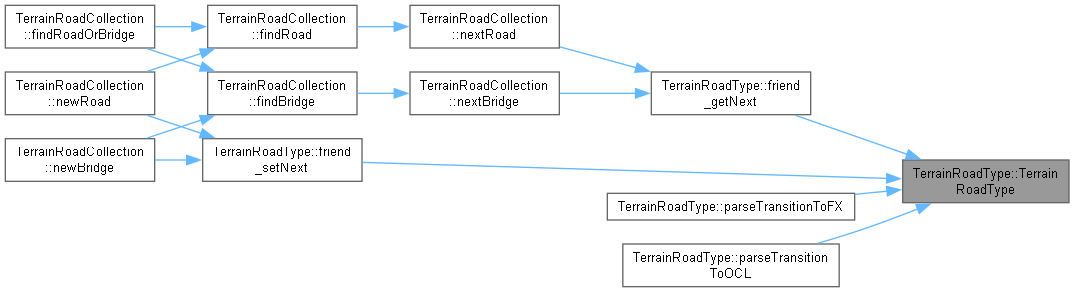 TerrainRoadCollection
::findRoadOrBridge
TerrainRoadCollection
::findRoad
TerrainRoadCollection
::nextRoad
TerrainRoadCollection
::newRoad
TerrainRoadCollection
::findBridge
TerrainRoadCollection
::nextBridge
TerrainRoadType::friend
_getNext
TerrainRoadCollection
::newBridge
TerrainRoadType::friend
_setNext
TerrainRoadType::Terrain
RoadType
TerrainRoadType::parseTransitionToFX
TerrainRoadType::parseTransition
ToOCL